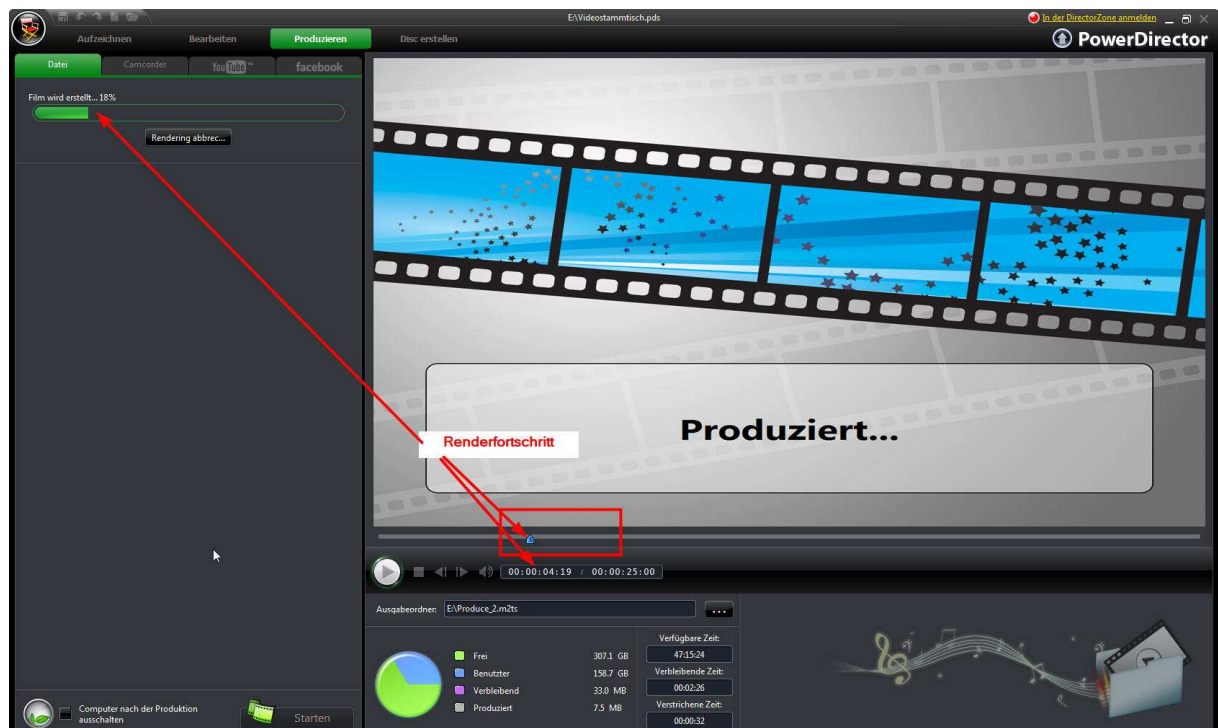 E:\Videostammtisch.pds
In der DirectorZone anmelden
Aufzeichnen Bearbeiten Produzieren Disc erstellen
PowerDirector
Datei Camcorder YouTube™ facebook
Film wird erstellt... 18%
Rendering abbrec...
Renderfortschritt
Produziert...
00:00:04:19 / 00:00:25:00
Ausgabeordner: E:\Produce_2.m2ts ...
Verfügbare Zeit:
Frei 307.1 GB 47:15:24
Benutzter 158.7 GB Verbleibende Zeit:
Verbleibend 33.0 MB 00:02:26
Produziert 7.5 MB Verstrichene Zeit:
00:00:32
Computer nach der Produktion
ausschalten
Starten